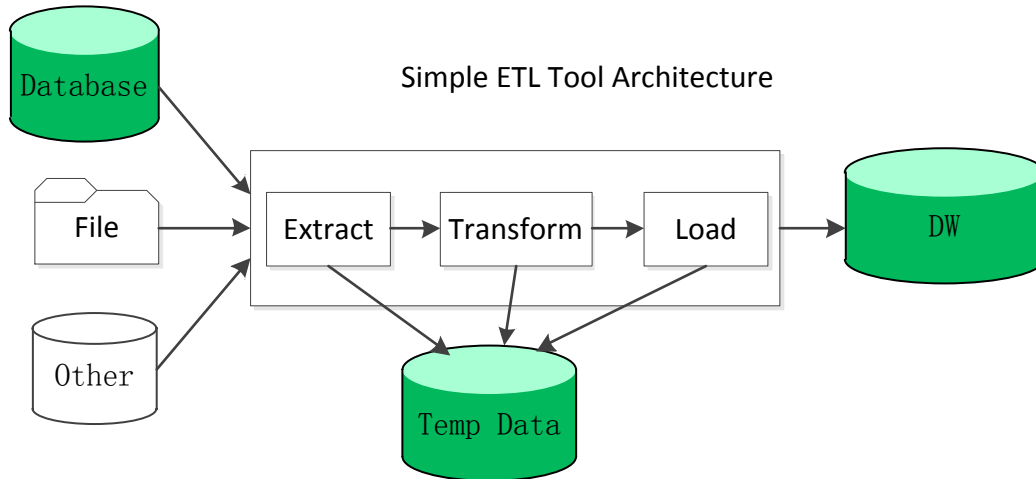 Database
Simple ETL Tool Architecture
File
Extract
Transform
Load
DW
Other
Temp Data